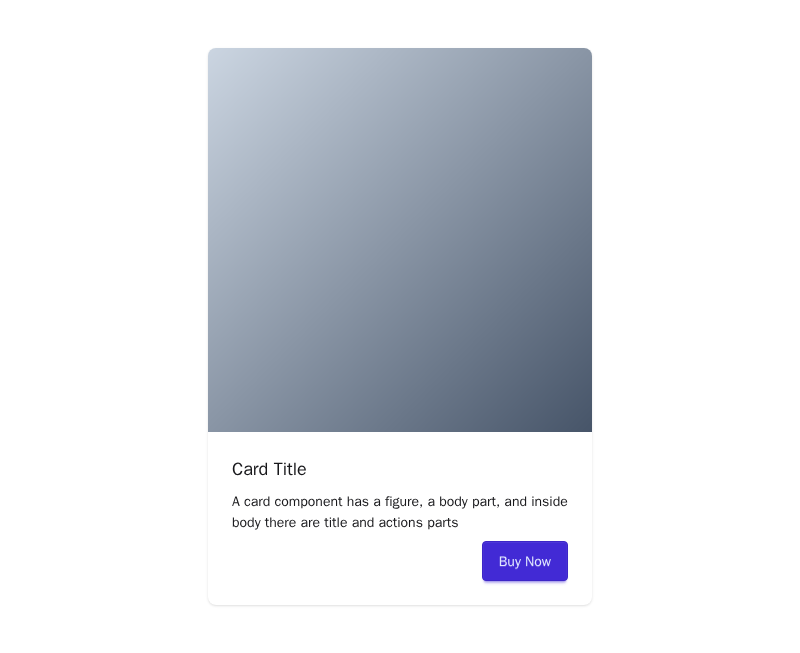 Card Title
A card component has a figure, a body part, and inside
body there are title and actions parts
Buy Now